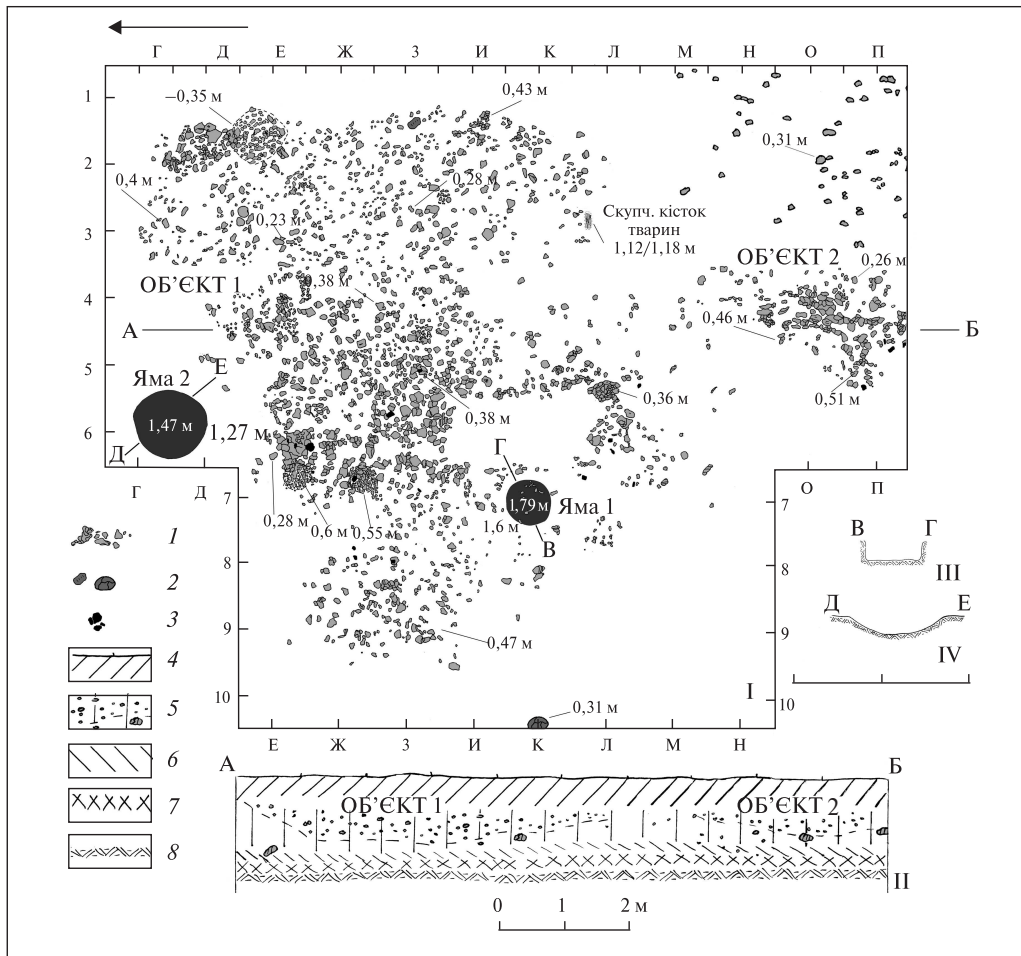 Г Д Е Ж З И К Л М Н О П
1
2
3
4
5
6
7
8
9
10
–0,35 м
0,43 м
0,31 м
0,4 м
0,28 м
0,23 м
Скупч. кісток
тварин
1,12/1,18 м
ОБ’ЄКТ 1
ОБ’ЄКТ 2
0,26 м
0,38 м
0,46 м
А
Б
Е
Яма 2
1,47 м
1,27 м
Д
0,38 м
0,36 м
0,51 м
Г
Г Д
О П
1,79 м
Яма 1
1,6 м
В
0,28 м
0,6 м
0,55 м
7
8
9
10
В Г
III
Д Е
IV
0,47 м
I
0,31 м
Е Ж З И К Л М Н
1
2
3
4
5
6
7
8
А
Б
ОБ’ЄКТ 1
ОБ’ЄКТ 2
II
0 1 2 м